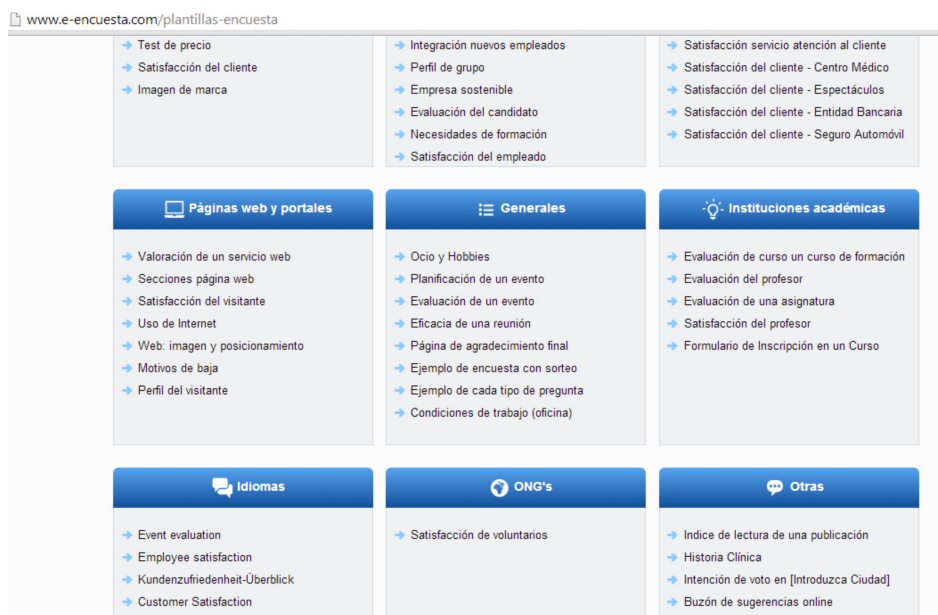 www.e-encuesta.com/plantillas-encuesta
Test de precio
Satisfacción del cliente
Imagen de marca
Integración nuevos empleados
Perfil de grupo
Empresa sostenible
Evaluación del candidato
Necesidades de formación
Satisfacción del empleado
Satisfacción servicio atención al cliente
Satisfacción del cliente - Centro Médico
Satisfacción del cliente - Espectáculos
Satisfacción del cliente - Entidad Bancaria
Satisfacción del cliente - Seguro Automóvil
Páginas web y portales
Valoración de un servicio web
Secciones página web
Satisfacción del visitante
Uso de Internet
Web: imagen y posicionamiento
Motivos de baja
Perfil del visitante
Generales
Ocio y Hobbies
Planificación de un evento
Evaluación de un evento
Eficacia de una reunión
Página de agradecimiento final
Ejemplo de encuesta con sorteo
Ejemplo de cada tipo de pregunta
Condiciones de trabajo (oficina)
Instituciones académicas
Evaluación de curso un curso de formación
Evaluación del profesor
Evaluación de una asignatura
Satisfacción del profesor
Formulario de Inscripción en un Curso
Idiomas
Event evaluation
Employee satisfaction
Kundenzufriedenheit-Überblick
Customer Satisfaction
ONG's
Satisfacción de voluntarios
Otras
Indice de lectura de una publicación
Historia Clínica
Intención de voto en [Introduzca Ciudad]
Buzón de sugerencias online